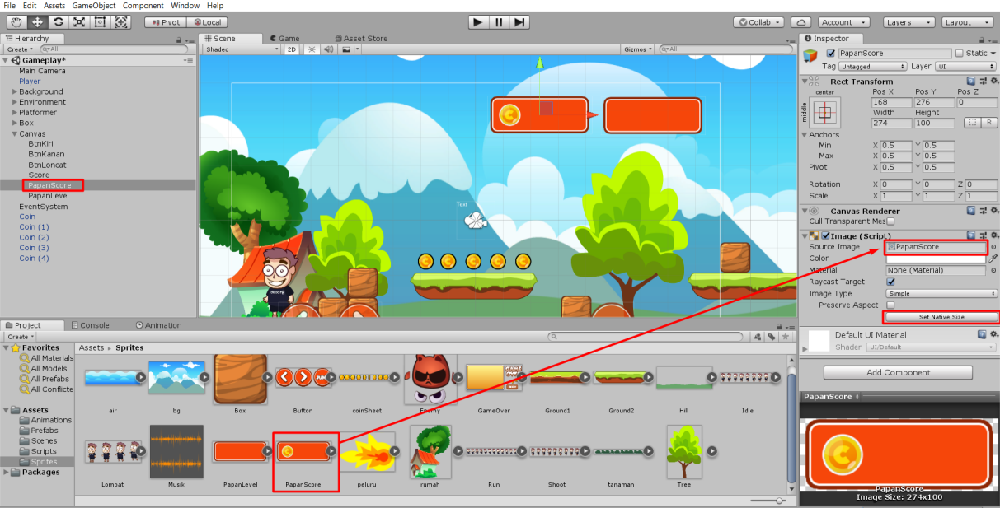 File Edit Assets GameObject Component Window Help
Pivot Local Collab Account Layers Layout
Hierarchy
Create All
Gameplay*
Main Camera
Player
Background
Environment
Platformer
Box
Canvas
BtnKiri
BtnKanan
BtnLoncat
Score
PapanScore
PapanLevel
EventSystem
Coin
Coin (1)
Coin (2)
Coin (3)
Coin (4)
Scene Game Asset Store
Shaded 2D Gizmos All
Text
Inspector
PapanScore Static
Tag Untagged Layer UI
Rect Transform
center Pos X Pos Y Pos Z
middle
168 276 0
Width Height
274 100 R
Anchors
Min X 0.5 Y 0.5
Max X 0.5 Y 0.5
Pivot X 0.5 Y 0.5
Rotation X 0 Y 0 Z 0
Scale X 1 Y 1 Z 1
Canvas Renderer
Cull Transparent Mes
Image (Script)
Source Image PapanScore
Color
Material None (Material)
Raycast Target
Image Type Simple
Preserve Aspect
Set Native Size
Default UI Material
Shader UI/Default
Add Component
PapanScore
PapanScore
Image Size: 274x100
Project Console Animation
Create
Favorites
All Materials
All Models
All Prefabs
All Conflicte
Assets
Animations
Prefabs
Scenes
Scripts
Sprites
Packages
Assets Sprites
JUM
GAME OVER
air bg Box Button coinSheet Enemy GameOver Ground1 Ground2 Hill Idle
Lompat Musik PapanLevel PapanScore peluru rumah Run Shoot tanaman Tree